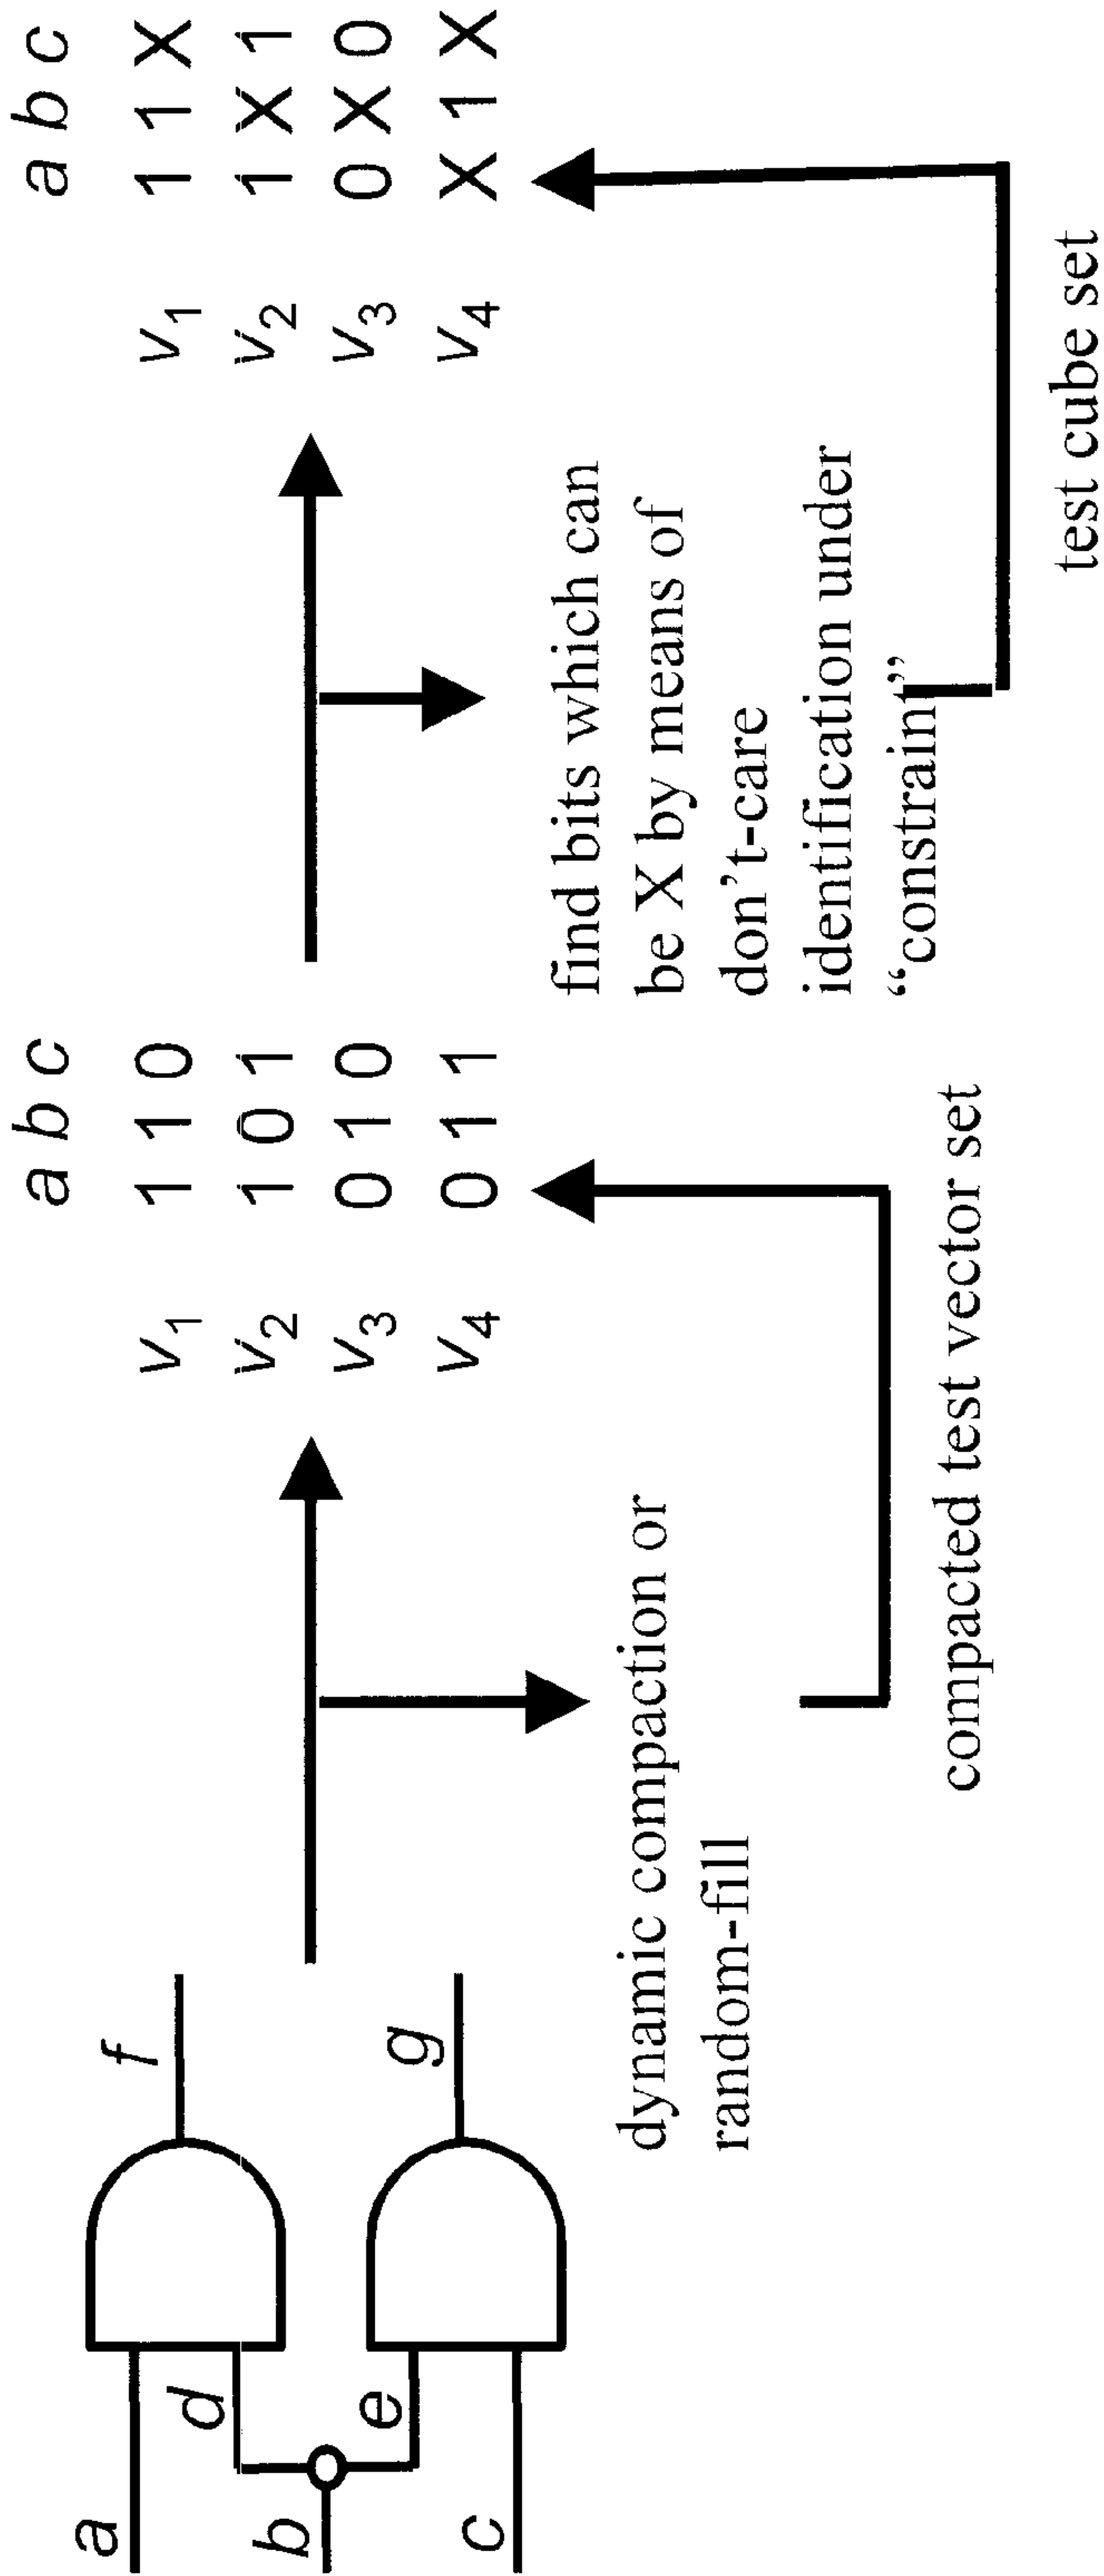 a
b
c
d
e
f
g
dynamic compaction or
random-fill
a b c
v1 1 1 0
v2 1 0 1
v3 0 1 0
v4 0 1 1
compacted test vector set
find bits which can
be X by means of
don't-care
identification under
“constraint”
a b c
v1 1 1 X
v2 1 X 1
v3 0 X 0
v4 X 1 X
test cube set